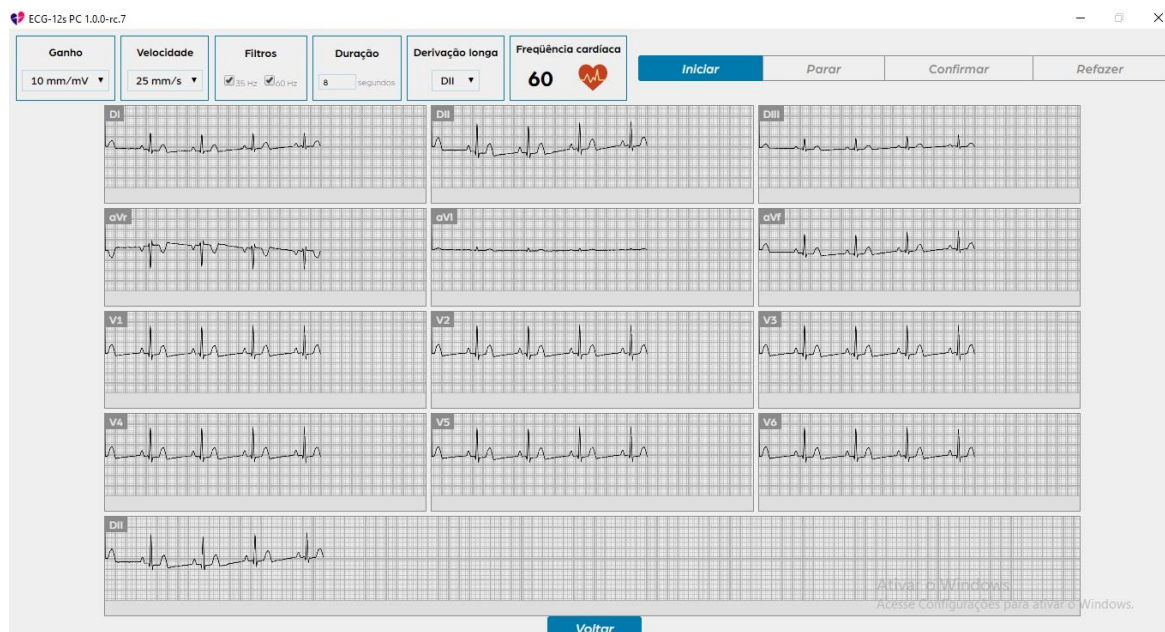 ECG-12s PC 1.0.0-rc.7
Ganho
10 mm/mV
Velocidade
25 mm/s
Filtros
35 Hz 60 Hz
Duração
8 segundos
Derivação longa
DII
Freqüência cardíaca
60
Iniciar
Parar
Confirmar
Refazer
DI
DII
DIII
aVr
aVl
aVf
V1
V2
V3
V4
V5
V6
DII
Ativar o Windows
Acesse Configurações para ativar o Windows.
Voltar